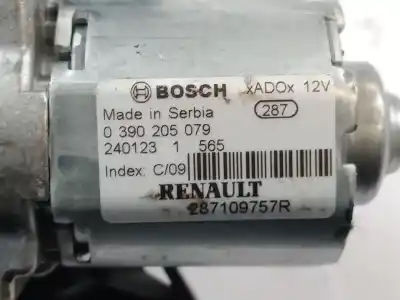 BOSCH xADOx 12V
Made in Serbia 287
0 390 205 079
240123 1 565
Index: C/09
RENAULT
287109757R